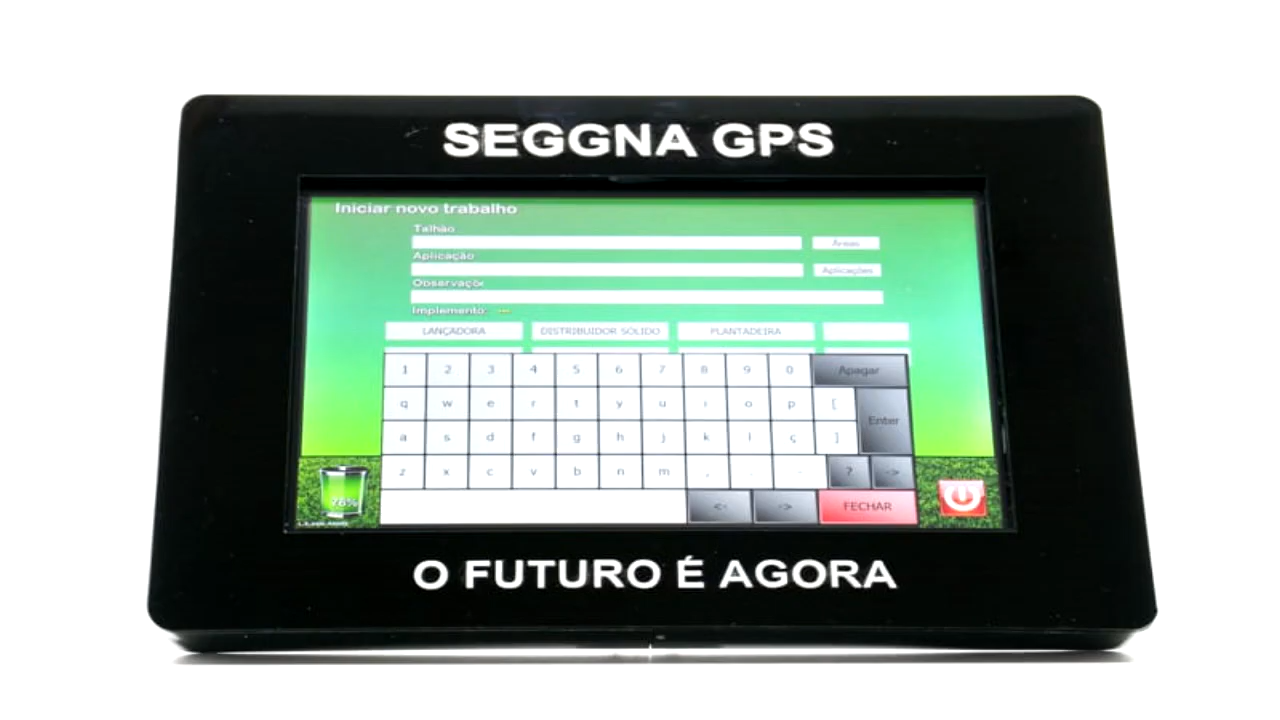 SEGGNA GPS
Iniciar novo trabalho
Talhão
Áreas
Aplicação
Aplicações
Implemento:
LANÇADORA DISTRIBUIDOR SÓLIDO PLANTADEIRA
1 2 3 4 5 6 7 8 9 0 Apagar
q w e r t y u i o p [
Enter
a s d f g h j k l ç ]
z x c v b n m , . - ? ->
76%
<- -> FECHAR
O FUTURO É AGORA